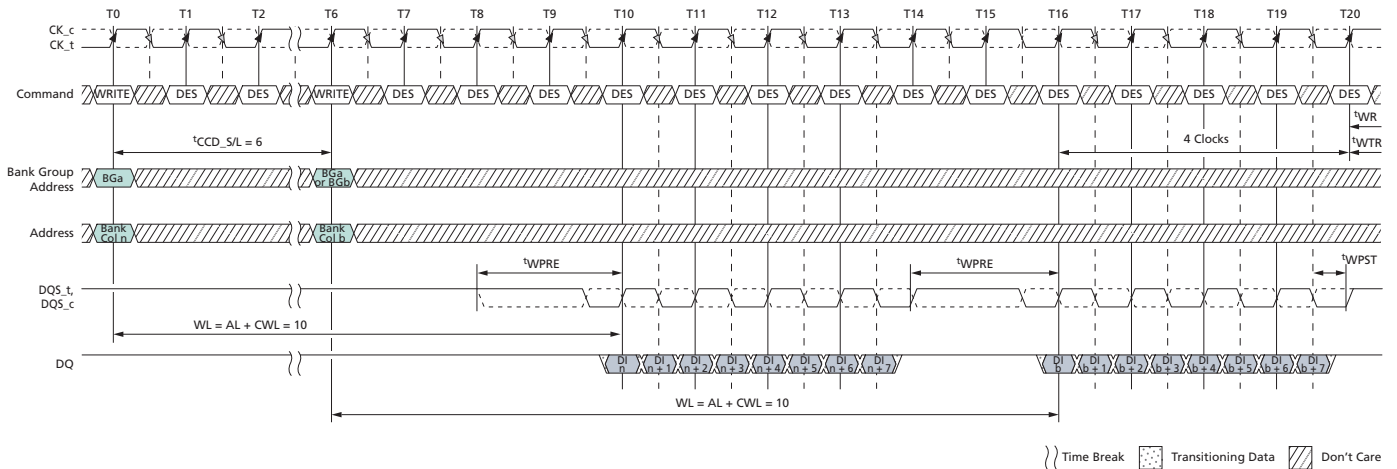 T0 T1 T2 T6 T7 T8 T9 T10 T11 T12 T13 T14 T15 T16 T17 T18 T19 T20
CK_c
CK_t
Command WRITE DES DES WRITE DES DES DES DES DES DES DES DES DES DES DES DES DES DES
tWR
tCCD_S/L = 6 4 Clocks tWTR
Bank Group
Address
BGa
BGa
or BGb
Address
Bank
Col n
Bank
Col b
tWPRE tWPRE tWPST
DQS_t,
DQS_c
WL = AL + CWL = 10
DQ
DI
n
DI
n + 1
DI
n + 2
DI
n + 3
DI
n + 4
DI
n + 5
DI
n + 6
DI
n + 7
DI
b
DI
b + 1
DI
b + 2
DI
b + 3
DI
b + 4
DI
b + 5
DI
b + 6
DI
b + 7
WL = AL + CWL = 10
Time Break Transitioning Data Don't Care